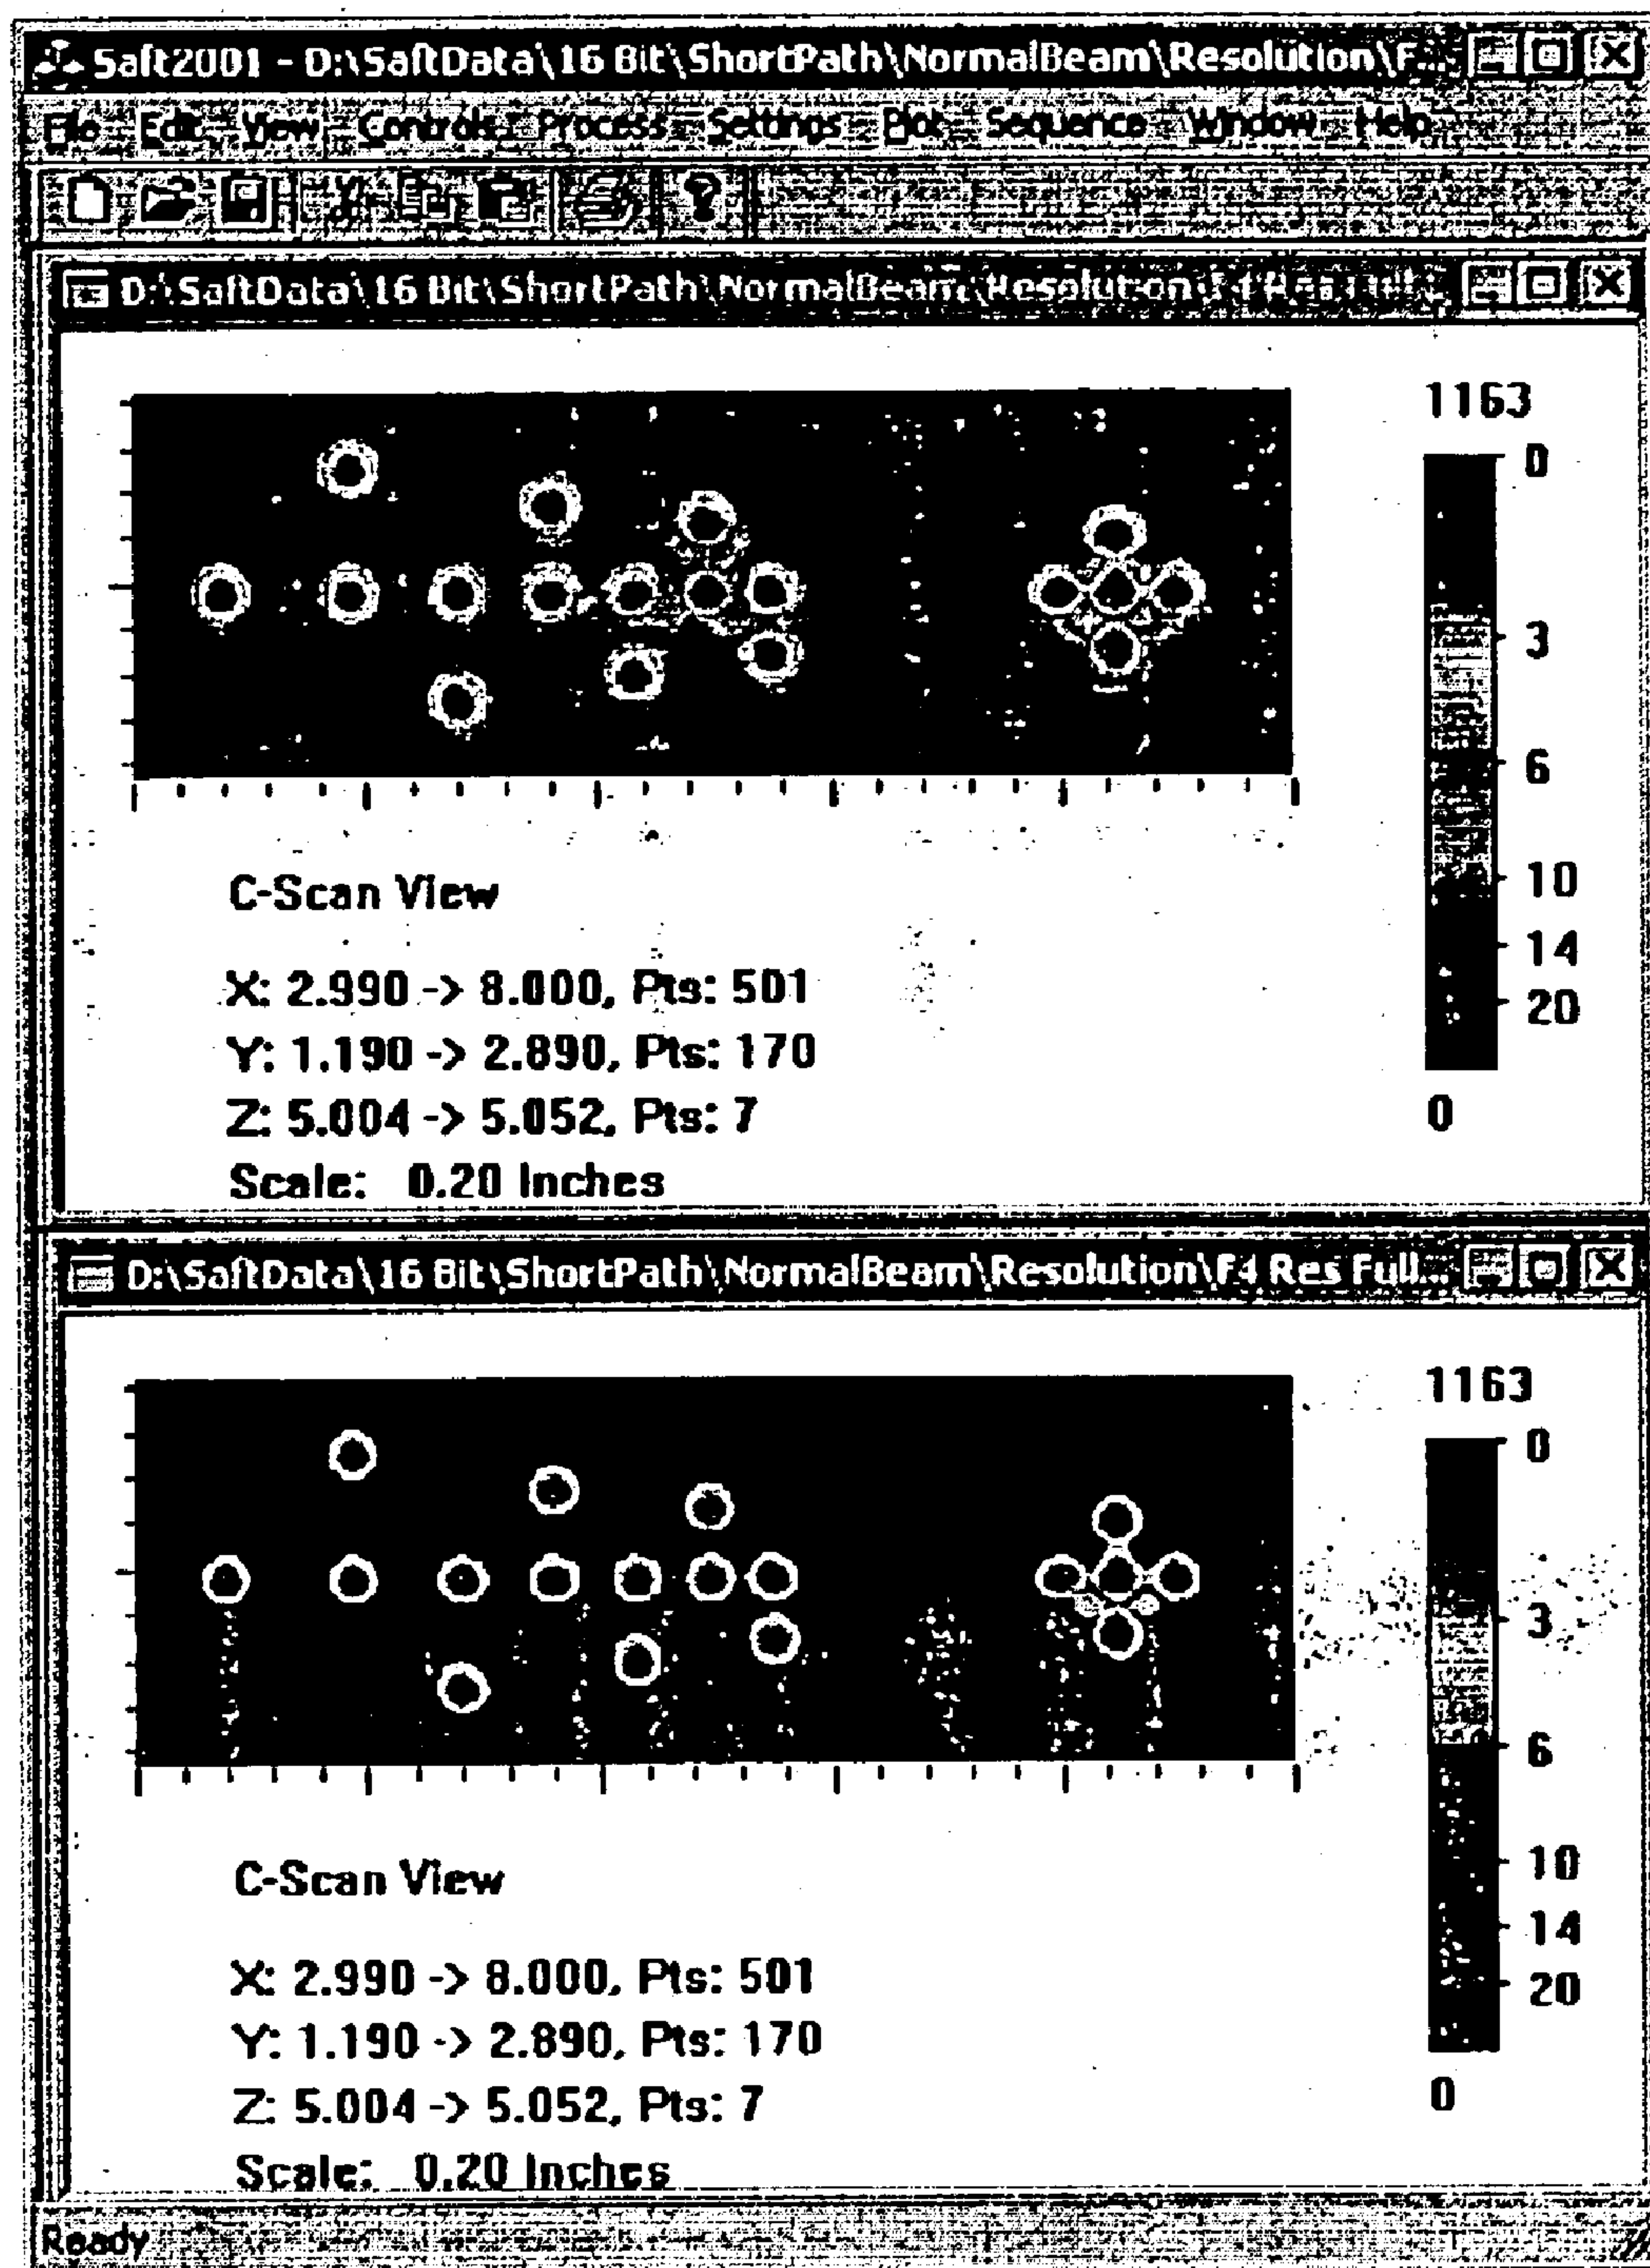 Saft2001 - D:\SaftData\16 Bit\ShortPath\NormalBeam\Resolution\F...
File Edit View Controls Process Settings Plot Sequence Window Help
D:\SaftData\16 Bit\ShortPath\NormalBeam\Resolution\F4 Res Full...
1163
0
3
6
10
14
20
0
C-Scan View
X: 2.990 -> 8.000, Pts: 501
Y: 1.190 -> 2.890, Pts: 170
Z: 5.004 -> 5.052, Pts: 7
Scale: 0.20 Inches
D:\SaftData\16 Bit\ShortPath\NormalBeam\Resolution\F4 Res Full...
1163
0
3
6
10
14
20
0
C-Scan View
X: 2.990 -> 8.000, Pts: 501
Y: 1.190 -> 2.890, Pts: 170
Z: 5.004 -> 5.052, Pts: 7
Scale: 0.20 Inches
Ready